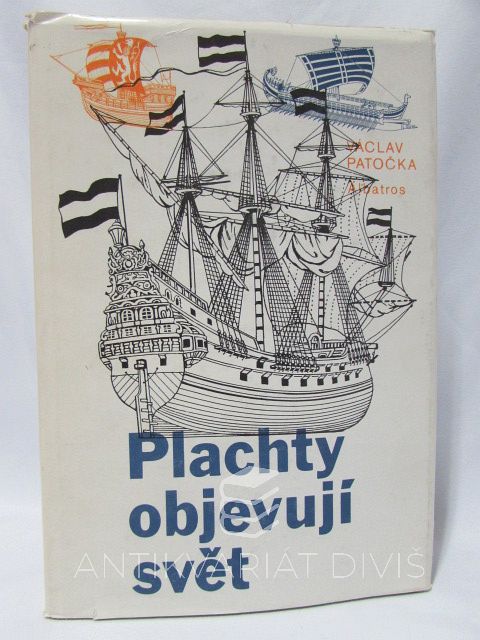 VÁCLAV
PATOČKA
Albatros
Plachty
objevují
svět
ANTIKVARIÁT DIVIŠ